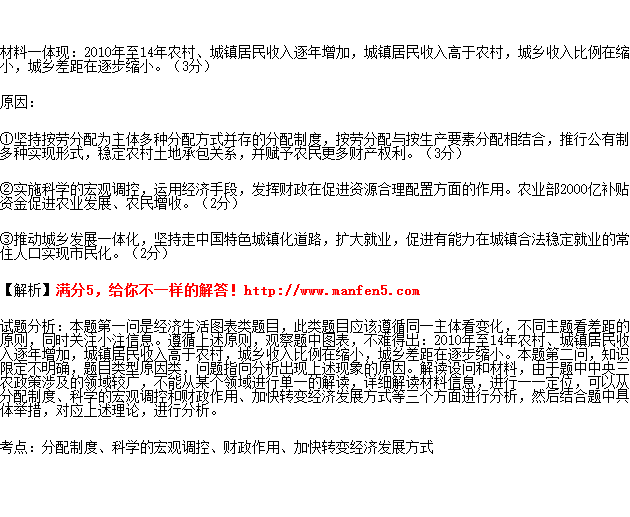 材料一体现：2010年至14年农村、城镇居民收入逐年增加，城镇居民收入高于农村，城乡收入比例在缩
小，城乡差距在逐步缩小。（3分）
原因：
①坚持按劳分配为主体多种分配方式并存的分配制度，按劳分配与按生产要素分配相结合，推行公有制
多种实现形式，稳定农村土地承包关系，并赋予农民更多财产权利。（3分）
②实施科学的宏观调控，运用经济手段，发挥财政在促进资源合理配置方面的作用。农业部2000亿补贴
资金促进农业发展、农民增收。（2分）
③推动城乡发展一体化，坚持走中国特色城镇化道路，扩大就业，促进有能力在城镇合法稳定就业的常
住人口实现市民化。（2分）
【解析】满分5，给你不一样的解答！http://www.manfen5.com
试题分析：本题第一问是经济生活图表类题目，此类题目应该遵循同一主体看变化，不同主题看差距的
原则，同时关注小注信息。遵循上述原则，观察题中图表，不难得出：2010年至14年农村、城镇居民收
入逐年增加，城镇居民收入高于农村，城乡收入比例在缩小，城乡差距在逐步缩小。本题第二问，知识
限定不明确，题目类型原因类，问题指向分析出现上述现象的原因。解读设问和材料，由于题中中央三
农政策涉及的领域较广，不能从某个领域进行单一的解读，详细解读材料信息，进行一一定位，可以从
分配制度、科学的宏观调控和财政作用、加快转变经济发展方式等三个方面进行分析，然后结合题中具
体举措，对应上述理论，进行分析。
考点：分配制度、科学的宏观调控、财政作用、加快转变经济发展方式